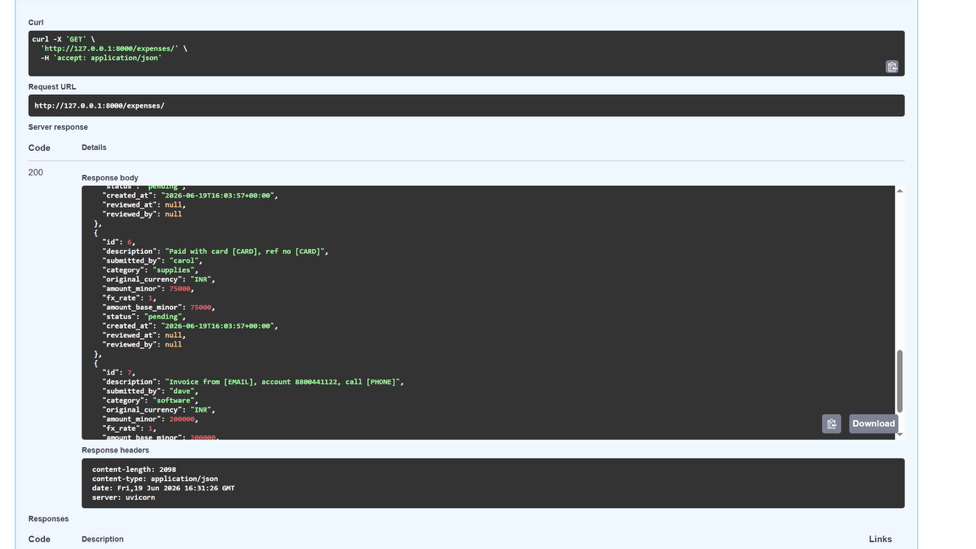 Curl
curl -X 'GET' \
'http://127.0.0.1:8000/expenses/' \
-H 'accept: application/json'
Request URL
http://127.0.0.1:8000/expenses/
Server response
Code Details
200
Response body
"status": "pending",
"created_at": "2026-06-19T16:03:57+00:00",
"reviewed_at": null,
"reviewed_by": null
},
{
"id": 6,
"description": "Paid with card [CARD], ref no [CARD]",
"submitted_by": "carol",
"category": "supplies",
"original_currency": "INR",
"amount_minor": 75000,
"fx_rate": 1,
"amount_base_minor": 75000,
"status": "pending",
"created_at": "2026-06-19T16:03:57+00:00",
"reviewed_at": null,
"reviewed_by": null
},
{
"id": 7,
"description": "Invoice from [EMAIL], account 8800441122, call [PHONE]",
"submitted_by": "dave",
"category": "software",
"original_currency": "INR",
"amount_minor": 200000,
"fx_rate": 1,
"amount_base_minor": 200000,
Download
Response headers
content-length: 2098
content-type: application/json
date: Fri,19 Jun 2026 16:31:26 GMT
server: uvicorn
Responses
Code Description Links